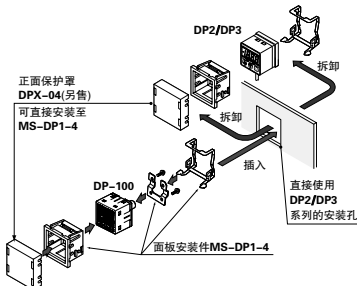 DP2/DP3
拆卸
正面保护罩
DPX-04(另售)
可直接安装至
MS-DP1-4
拆卸
插入
DP-100
直接使用
DP2/DP3
系列的安装孔
面板安装件MS-DP1-4